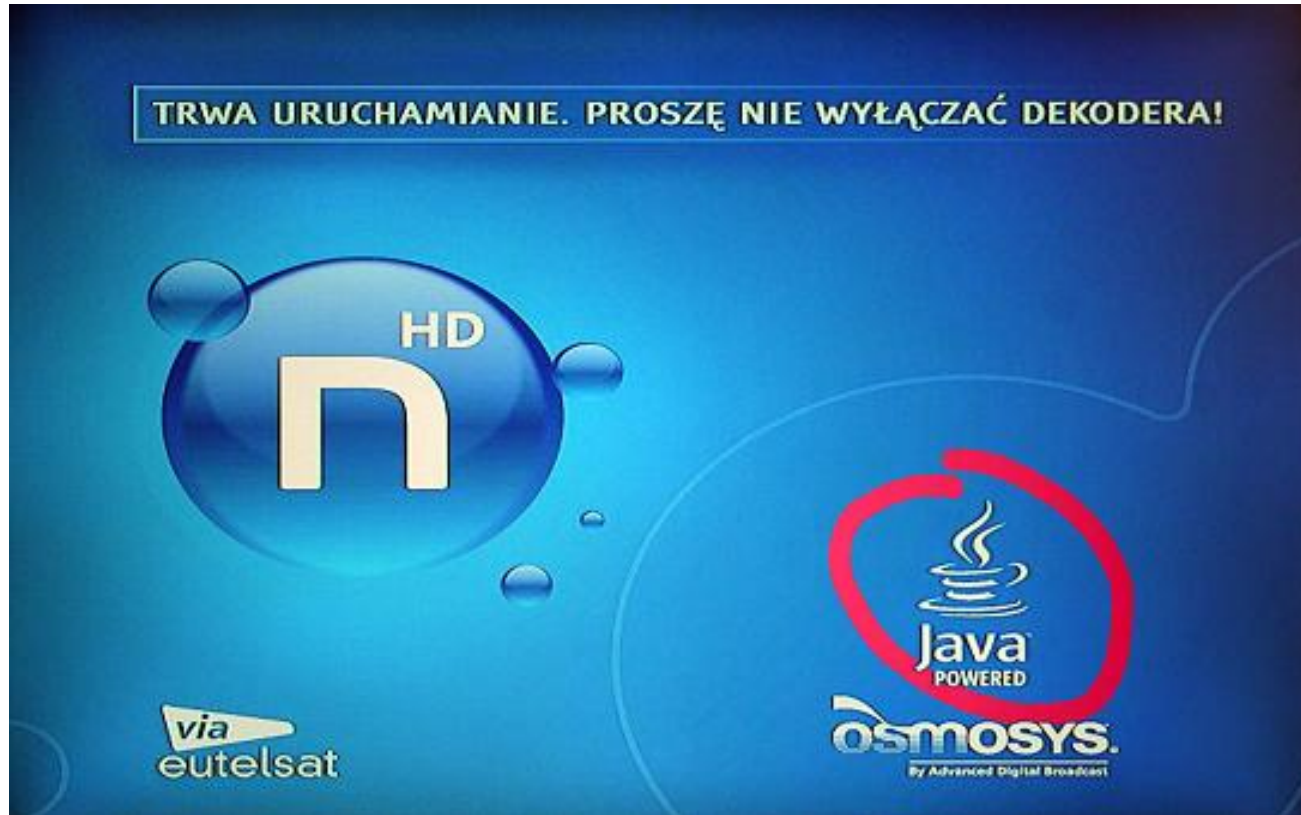 TRWA URUCHAMIANIE. PROSZĘ NIE WYŁĄCZAĆ DEKODERA!
HD
n
Java
POWERED
via
eutelsat
osmosys.
By Advanced Digital Broadcast